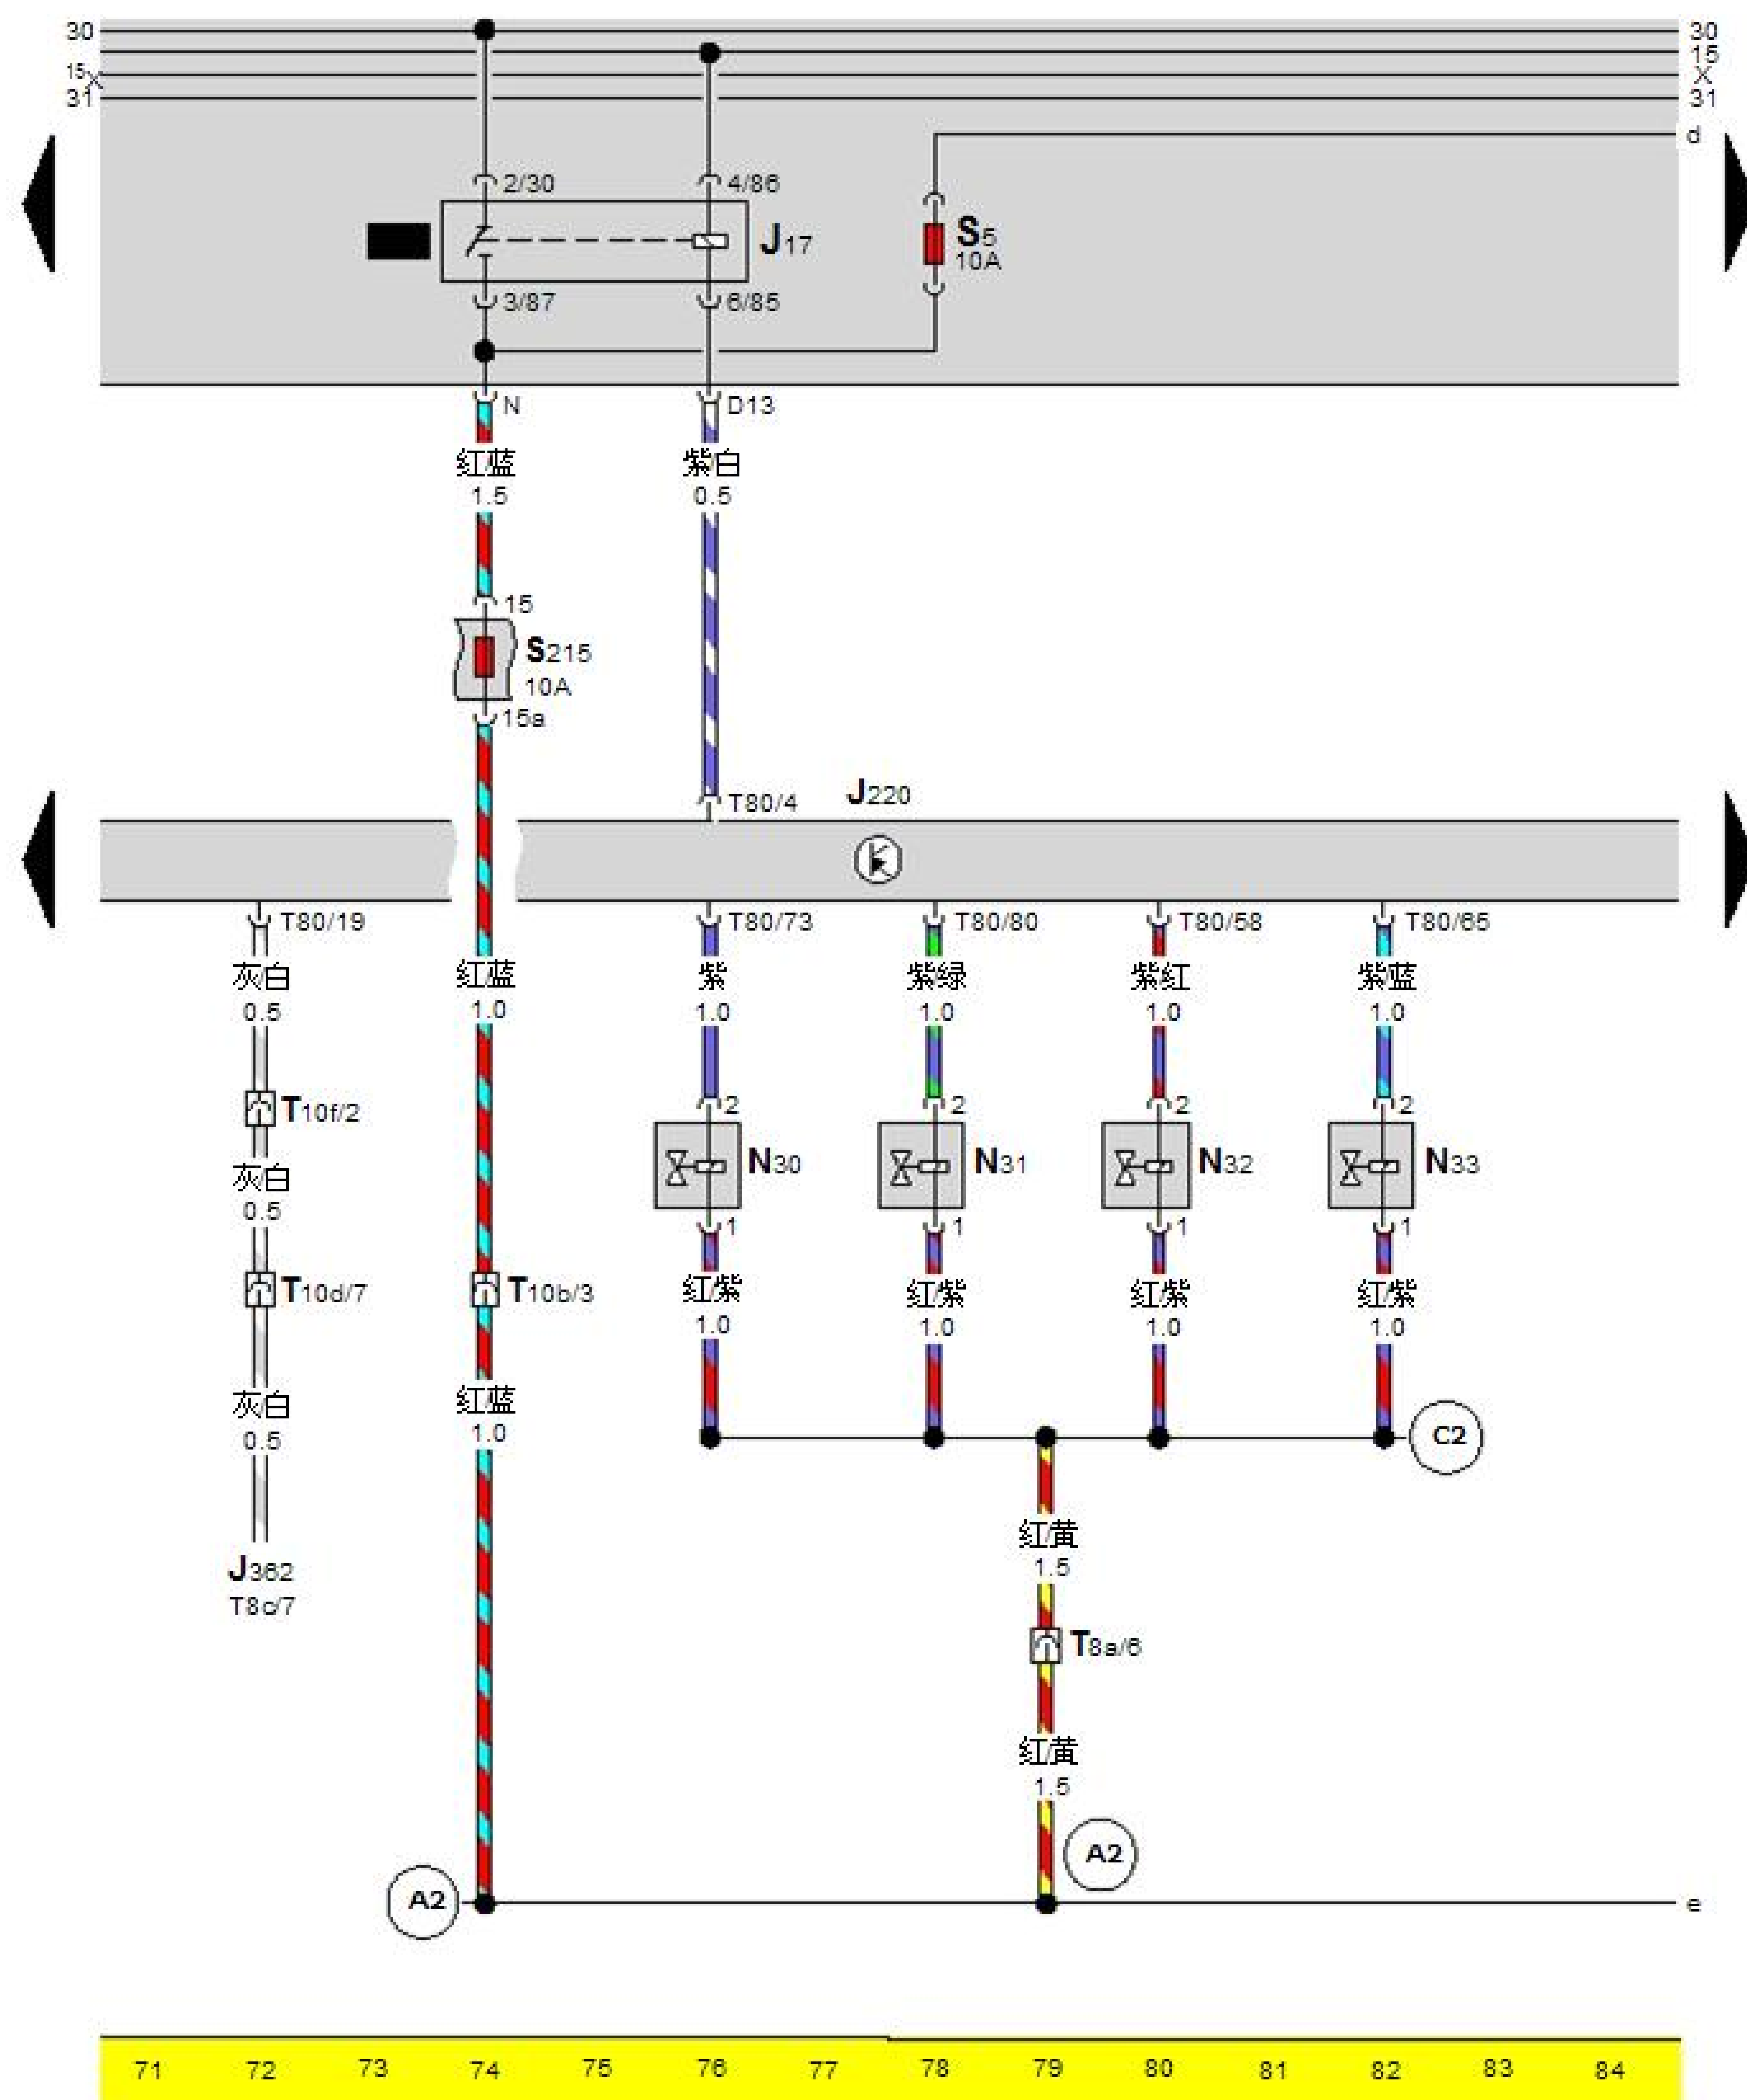 30
30
15
15
X
X
31
31
d
2/30
4/86
J17
S5
10A
3/87
6/85
N
D13
红/蓝
紫/白
1.5
0.5
15
S215
10A
15a
T80/4
J220
T80/19
T80/73
T80/80
T80/58
T80/65
灰/白
红/蓝
紫
紫/绿
紫/红
紫/蓝
0.5
1.0
1.0
1.0
1.0
1.0
T10f/2
2
2
2
2
灰/白
N30
N31
N32
N33
0.5
1
1
1
1
T10d/7
T10b/3
红/紫
红/紫
红/紫
红/紫
1.0
1.0
1.0
1.0
灰/白
红/蓝
0.5
1.0
C2
红/黄
1.5
J362
T8c/7
T8a/6
红/黄
1.5
A2
A2
e
71 72 73 74 75 76 77 78 79 80 81 82 83 84